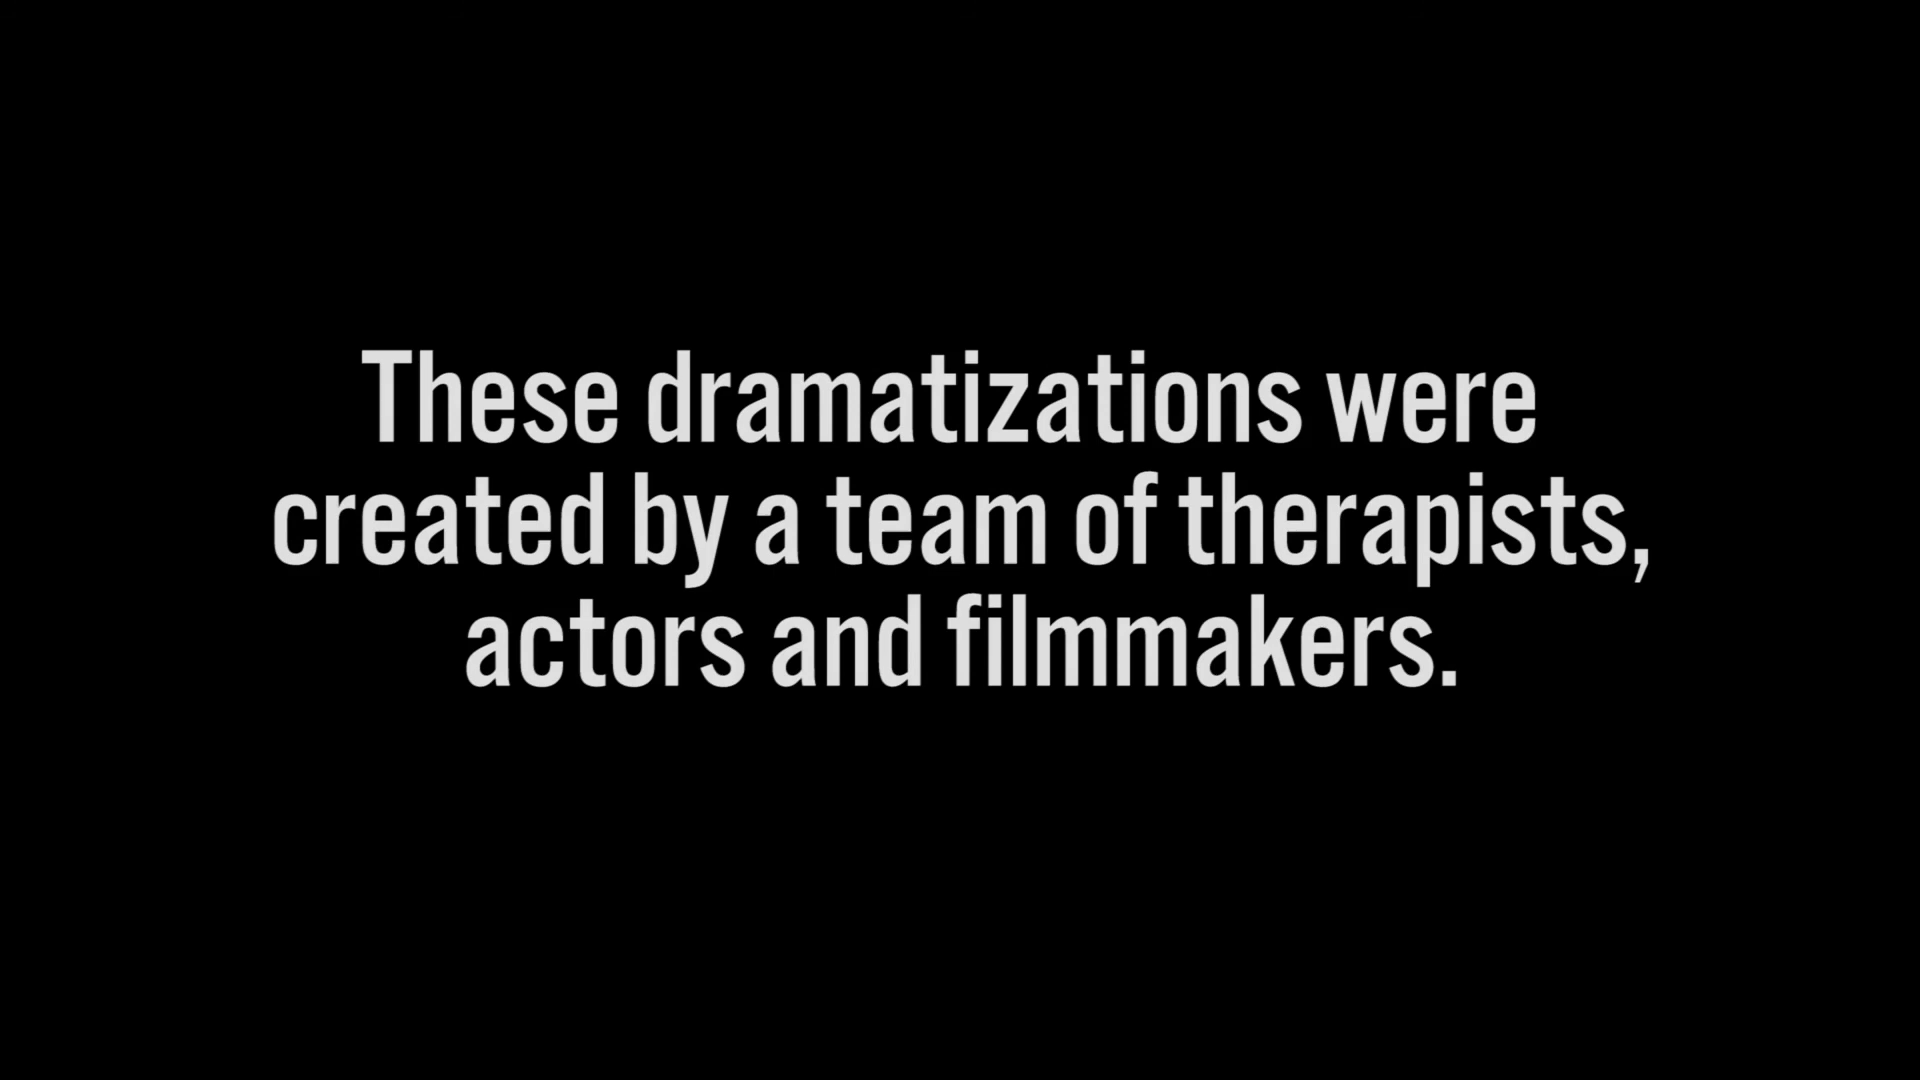 These dramatizations were
created by a team of therapists,
actors and filmmakers.